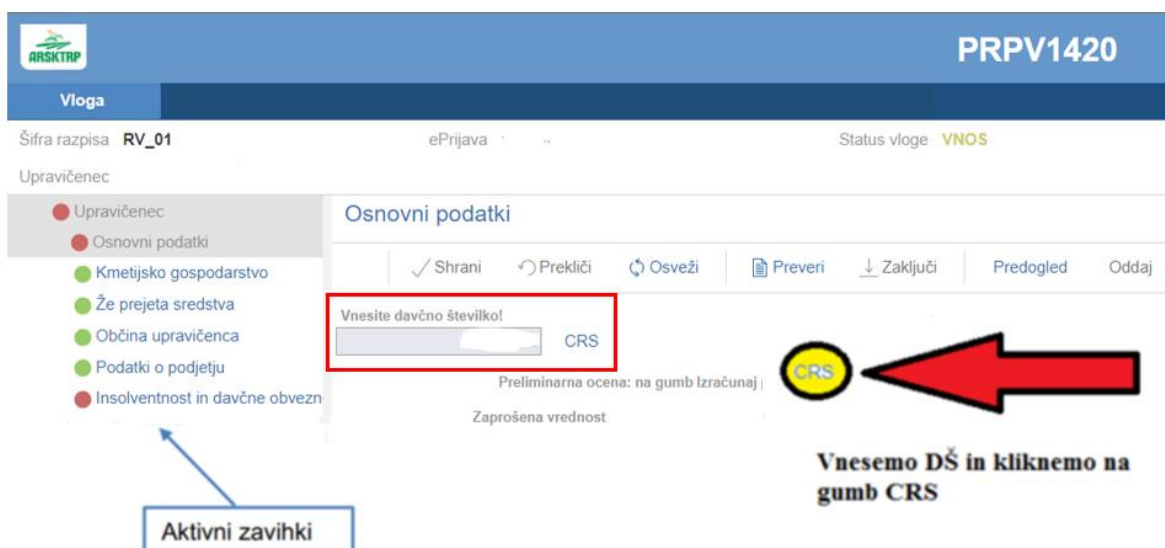 ARSKTRP
PRPV1420
Vloga
Šifra razpisa RV_01 ePrijava Status vloge VNOS
Upravičenec
Upravičenec
Osnovni podatki
Kmetijsko gospodarstvo
Že prejeta sredstva
Občina upravičenca
Podatki o podjetju
Insolventnost in davčne obvezn
Aktivni zavihki
Osnovni podatki
Shrani Prekliči Osveži Preveri Zaključi Predogled Oddaj
Vnesite davčno številko!
CRS
Preliminarna ocena: na gumb Izračunaj
Zaprošena vrednost
CRS
Vnesemo DŠ in kliknemo na
gumb CRS